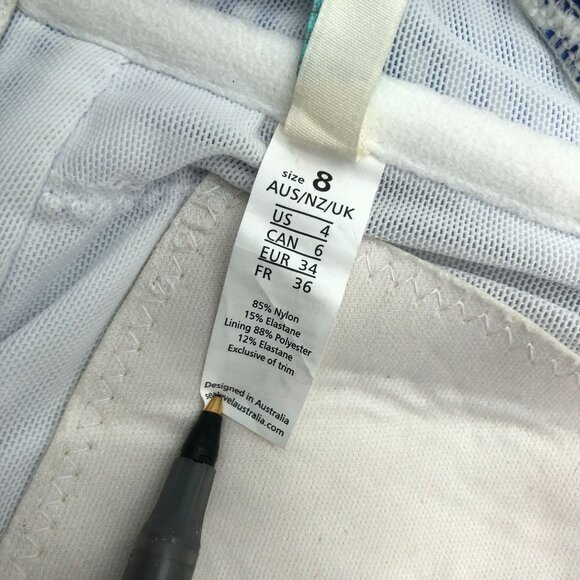 size 8
AUS/NZ/UK
US 4
CAN 6
EUR 34
FR 36
85% Nylon
15% Elastane
Lining 88% Polyester
12% Elastane
Exclusive of trim
Designed in Australia